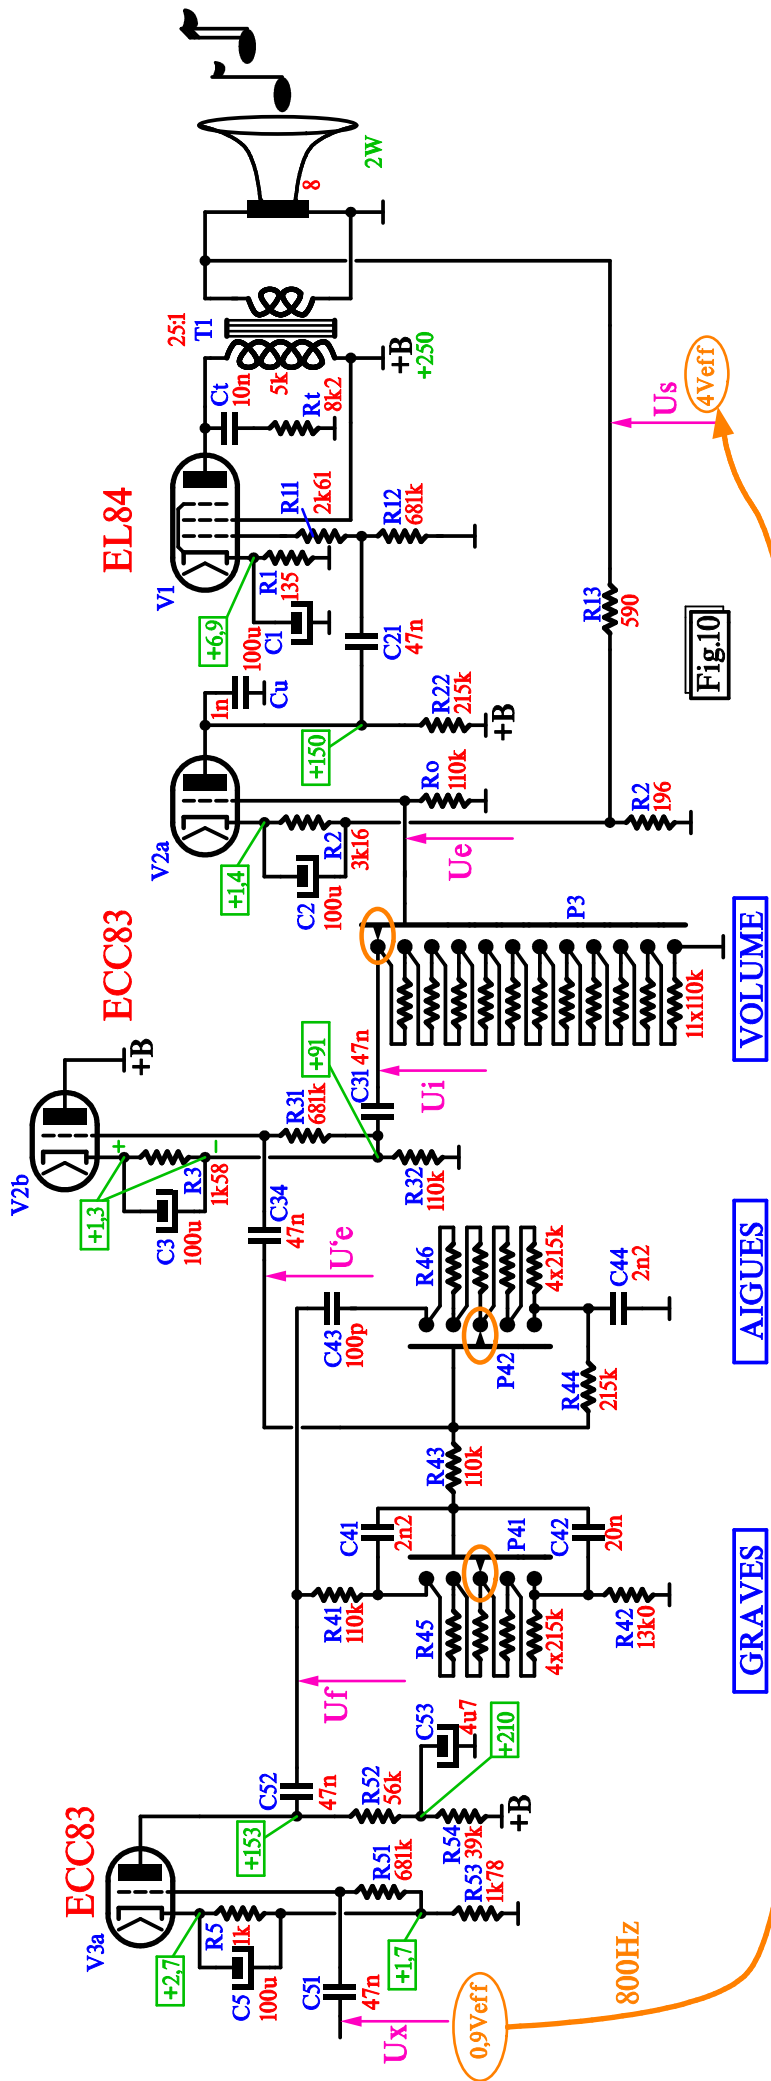 ECC83
V3a
+2,7
R5
1k
C5
100u
C51
47n
Ux
0,9Veff
800Hz
+153
C52
47n
R52
56k
R51
681k
R54
39k
R53
1k78
+1,7
+B
C53
4u7
+210
Uf
R41
110k
C41
2n2
R45
4x215k
P41
R42
13k0
C42
20n
GRAVES
R43
110k
R44
215k
P42
C43
100p
R46
4x215k
C44
2n2
AIGUES
U'e
C34
47n
ECC83
V2b
+B
+1,3
+
-
R3
1k58
C3
100u
R31
681k
R32
110k
C31
47n
+91
Ui
11x110k
P3
VOLUME
Ue
V2a
+1,4
R2
3k16
C2
100u
Ro
110k
R2
196
1n
Cu
+150
R22
215k
+B
C21
47n
EL84
V1
+6,9
R1
135
C1
100u
R11
2k61
R12
681k
R13
590
Fig.10
Ct
10n
Rt
8k2
25:1
T1
5k
+B
+250
8
2W
Us
4Veff